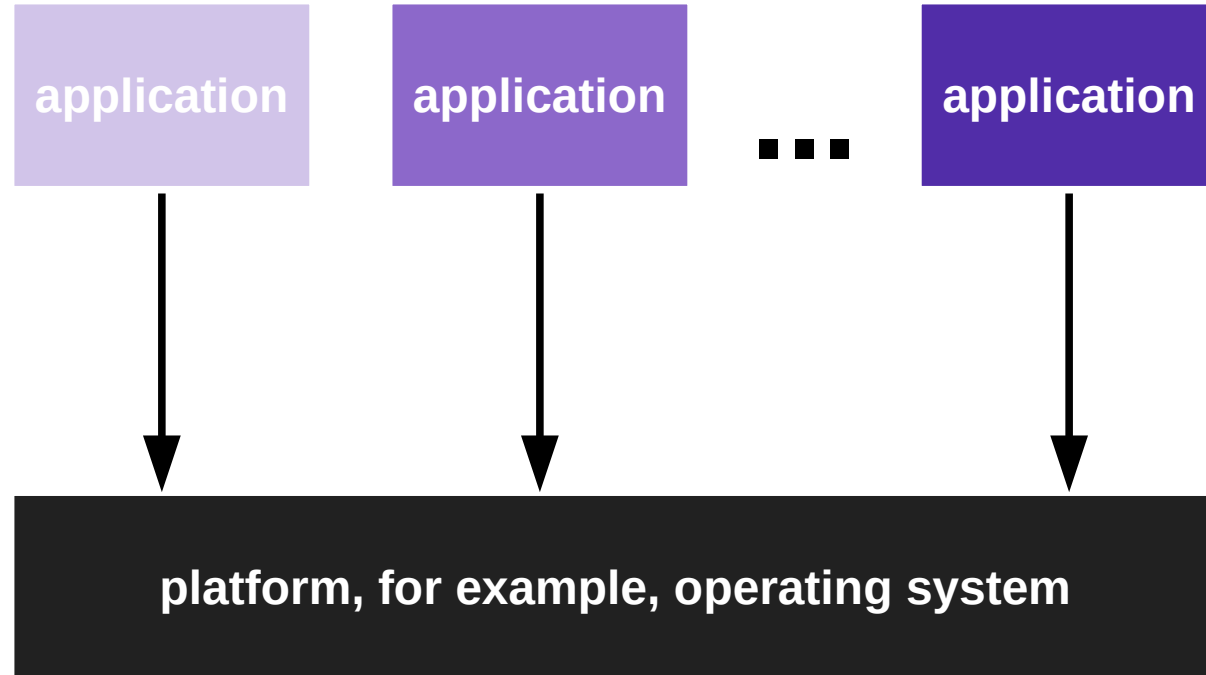 application
application
application
platform, for example, operating system